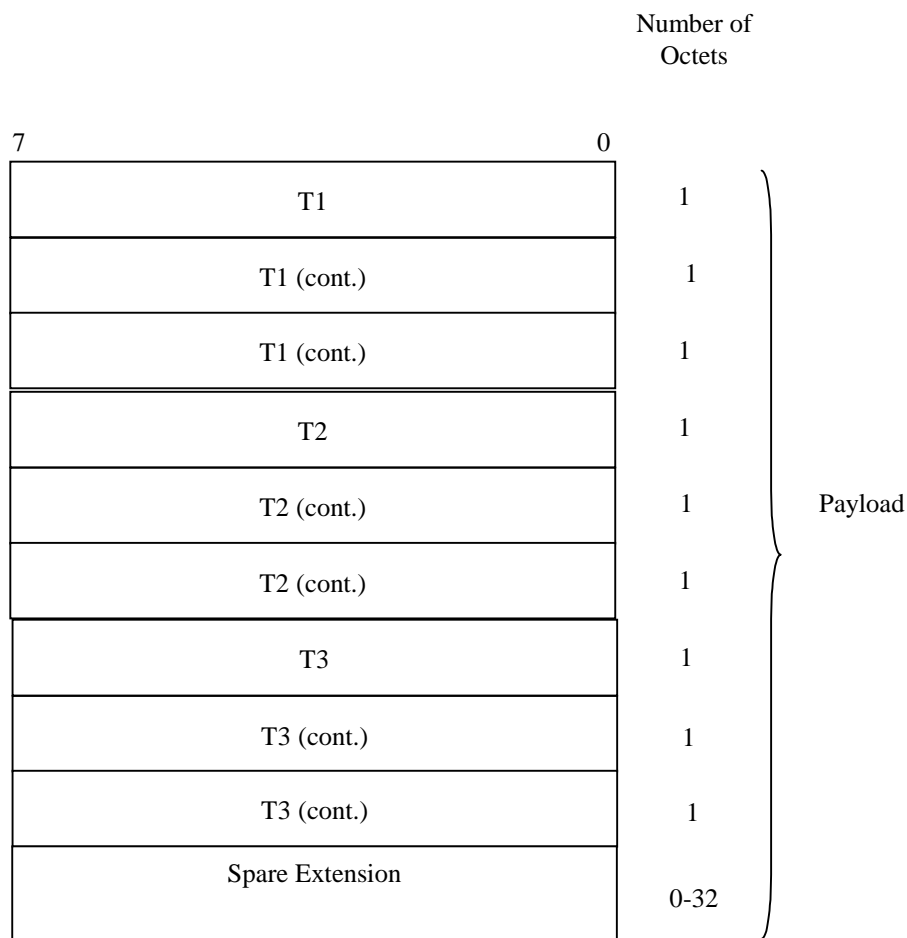 Number of
Octets
7 0
T1 1
T1 (cont.) 1
T1 (cont.) 1
T2 1
T2 (cont.) 1
Payload
T2 (cont.) 1
T3 1
T3 (cont.) 1
T3 (cont.) 1
Spare Extension
0-32